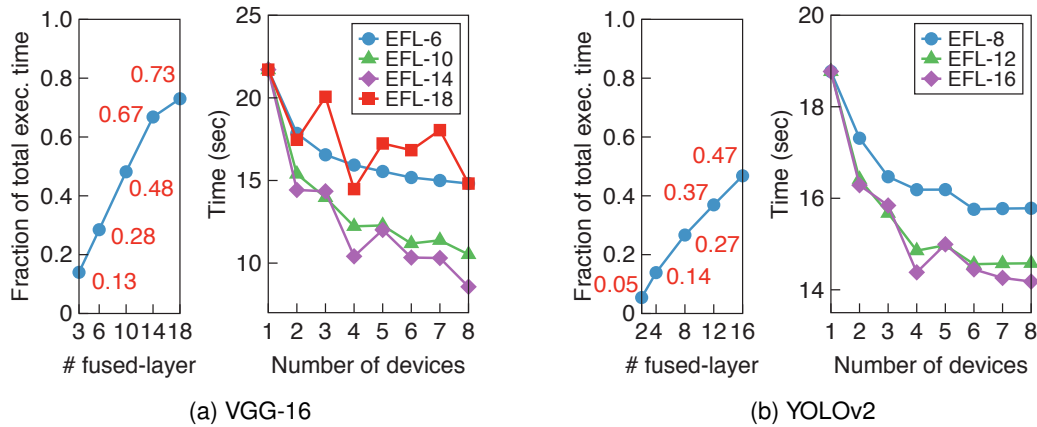 Fraction of total exec. time
1.0
0.8
0.6
0.4
0.2
0
0.73
0.67
0.48
0.28
0.13
3 6 10 14 18
# fused-layer
Time (sec)
25
20
15
10
EFL-6
EFL-10
EFL-14
EFL-18
1 2 3 4 5 6 7 8
Number of devices
(a) VGG-16
Fraction of total exec. time
1.0
0.8
0.6
0.4
0.2
0
0.47
0.37
0.27
0.14
0.05
2 4 8 12 16
# fused-layer
Time (sec)
20
18
16
14
EFL-8
EFL-12
EFL-16
1 2 3 4 5 6 7 8
Number of devices
(b) YOLOv2